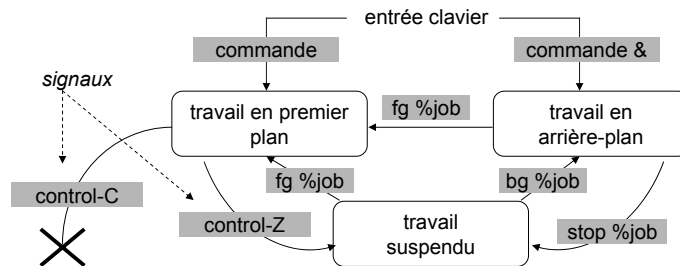 entrée clavier
commande
commande &
signaux
travail en premier
plan
fg %job
travail en
arrière-plan
fg %job
bg %job
control-C
control-Z
travail
suspendu
stop %job